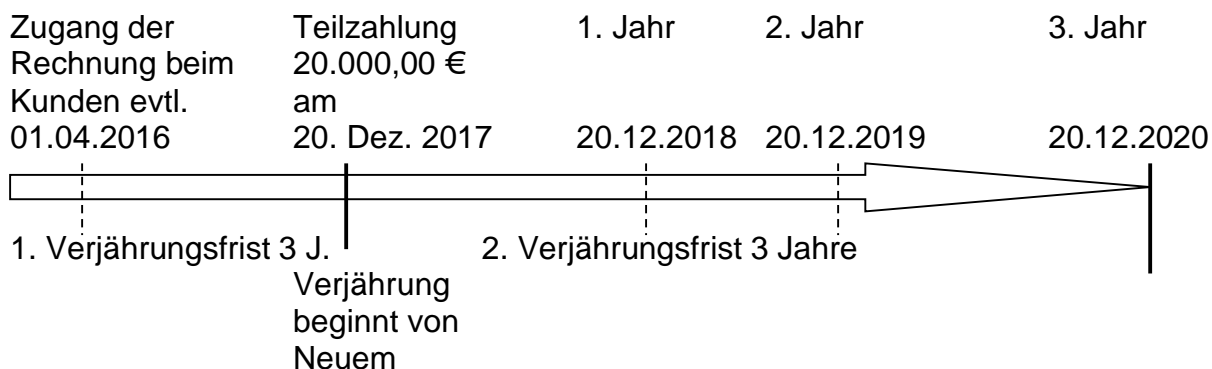 Zugang der
Rechnung beim
Kunden evtl.
01.04.2016
Teilzahlung
20.000,00 €
am
20. Dez. 2017
1. Jahr
20.12.2018
2. Jahr
20.12.2019
3. Jahr
20.12.2020
1. Verjährungsfrist 3 J.
2. Verjährungsfrist 3 Jahre
Verjährung
beginnt von
Neuem